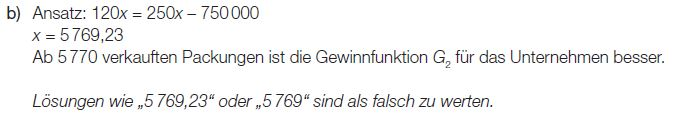 b) Ansatz: 120x = 250x – 750 000
x = 5 769,23
Ab 5 770 verkauften Packungen ist die Gewinnfunktion G₂ für das Unternehmen besser.
Lösungen wie „5 769,23“ oder „5 769“ sind als falsch zu werten.